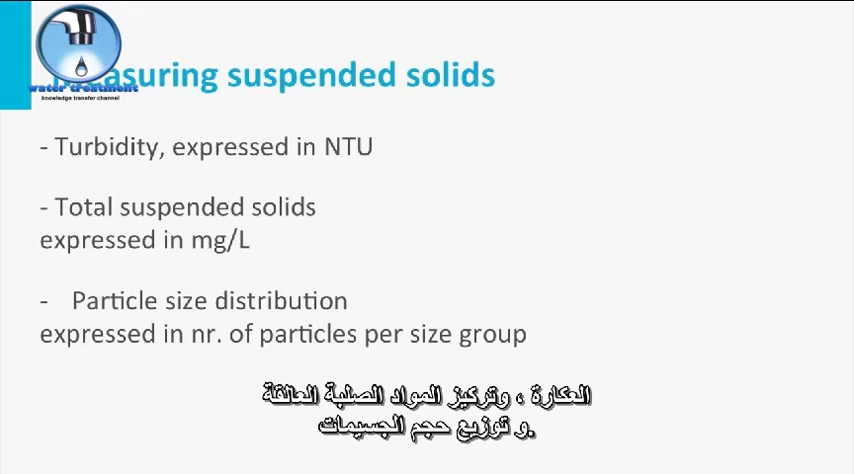 Measuring suspended solids
water treatment
knowledge transfer channel
- Turbidity, expressed in NTU
- Total suspended solids
expressed in mg/L
- Particle size distribution
expressed in nr. of particles per size group
العكارة ، وتركيز المواد الصلبة العالقة
و توزيع حجم الجسيمات.